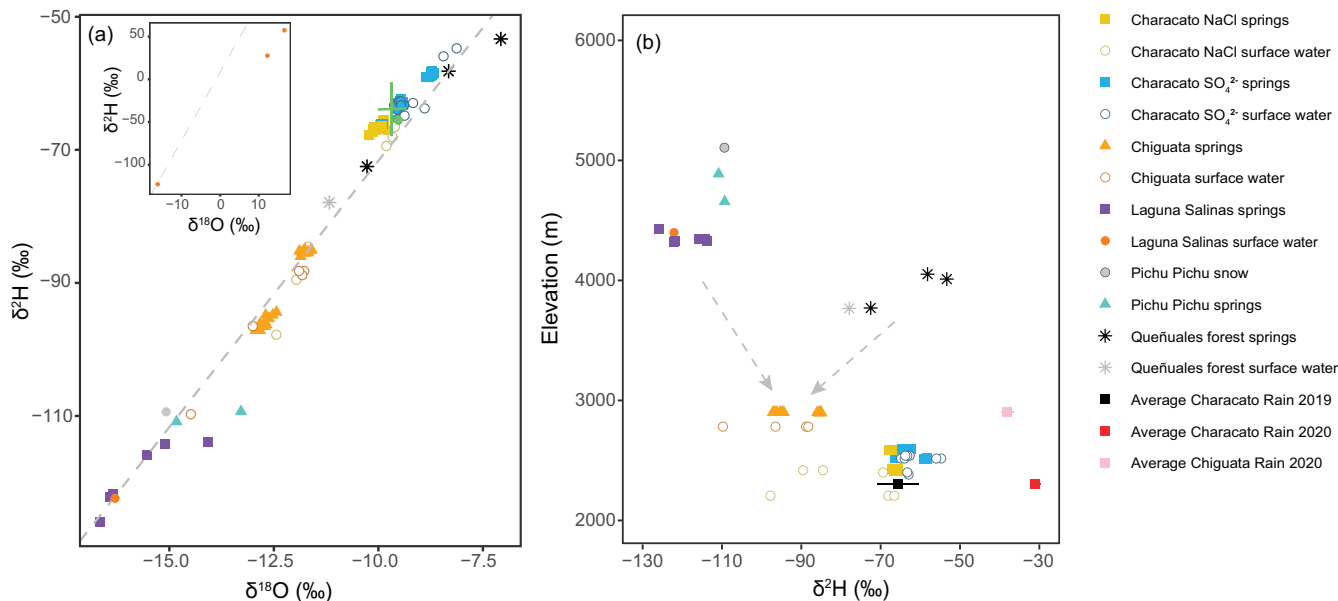 (a)
−50
−70
−90
−110
δ²H (‰)
−15.0
−12.5
−10.0
−7.5
δ¹⁸O (‰)
50
0
−50
−100
δ²H (‰)
−10
0
10
δ¹⁸O (‰)
(b)
6000
5000
4000
3000
2000
Elevation (m)
−130
−110
−90
−70
−50
−30
δ²H (‰)
Characato NaCl springs
Characato NaCl surface water
Characato SO₄²⁻ springs
Characato SO₄²⁻ surface water
Chiguata springs
Chiguata surface water
Laguna Salinas springs
Laguna Salinas surface water
Pichu Pichu snow
Pichu Pichu springs
Queñuales forest springs
Queñuales forest surface water
Average Characato Rain 2019
Average Characato Rain 2020
Average Chiguata Rain 2020